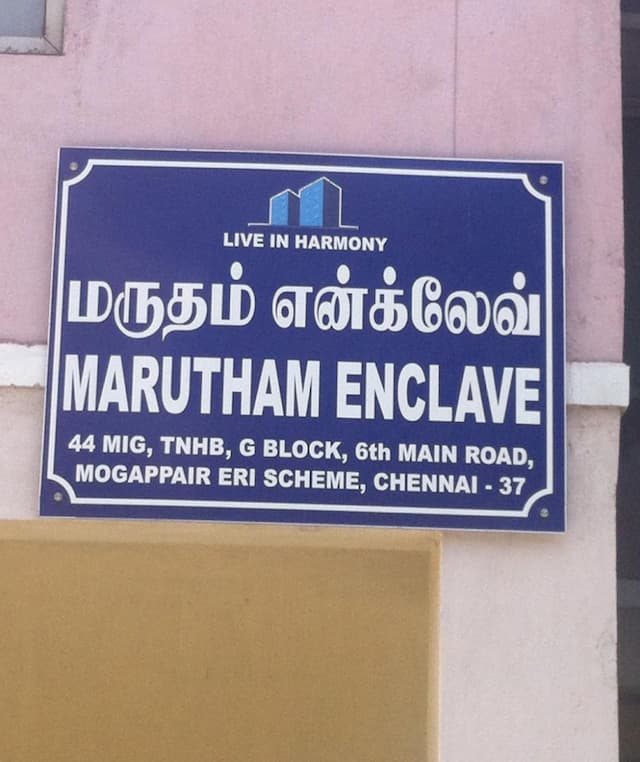 LIVE IN HARMONY
மருதம் என்க்லேவ்
MARUTHAM ENCLAVE
44 MIG, TNHB, G BLOCK, 6th MAIN ROAD,
MOGAPPAIR ERI SCHEME, CHENNAI - 37